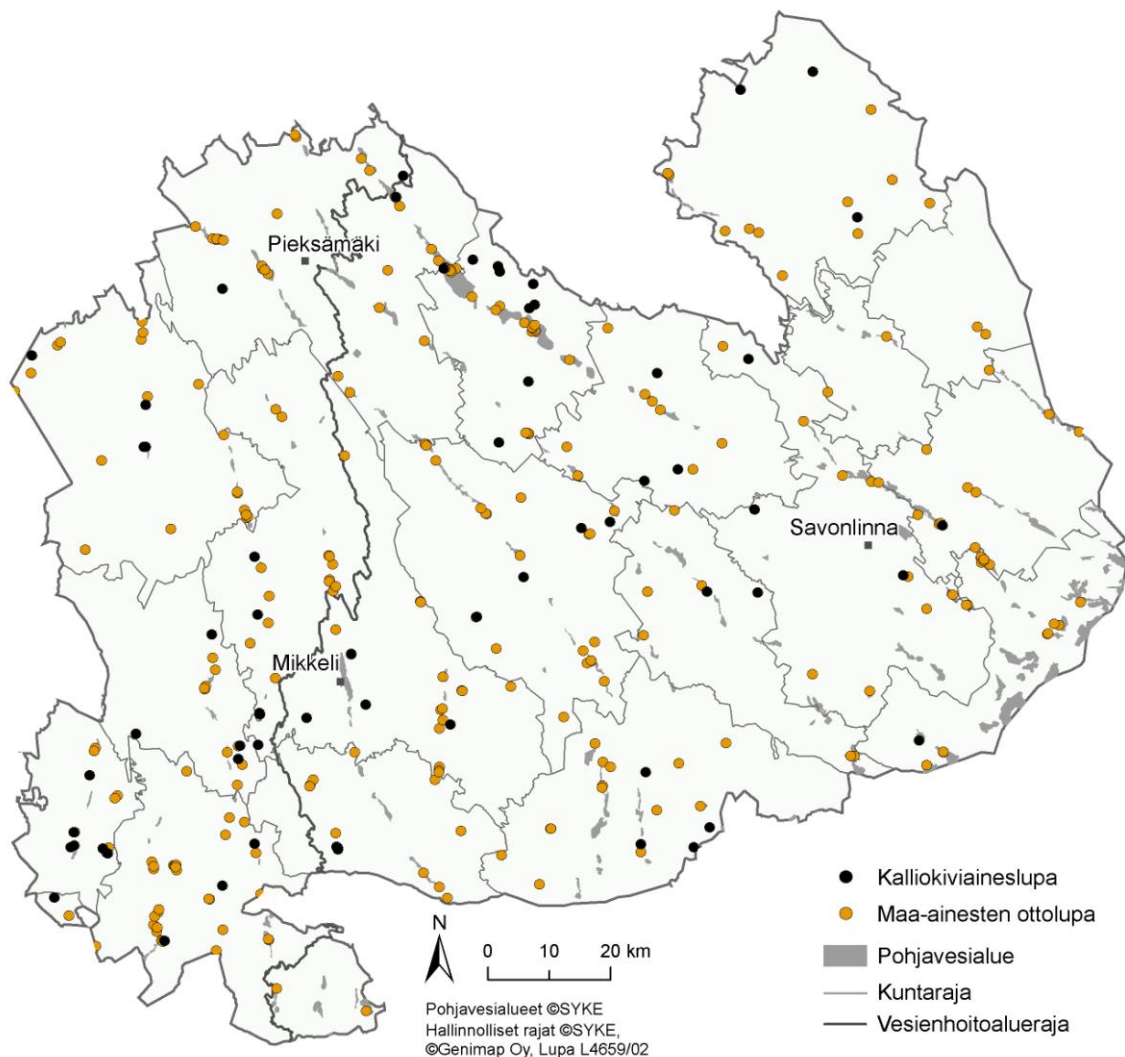 Pieksämäki
Savonlinna
Mikkeli
Kalliokiviaineslupa
Maa-ainesten ottolupa
Pohjavesialue
Kuntaraja
Vesienhoitoalueraja
N
0 10 20 km
Pohjavesialueet ©SYKE
Hallinnolliset rajat ©SYKE,
©Genimap Oy, Lupa L4659/02